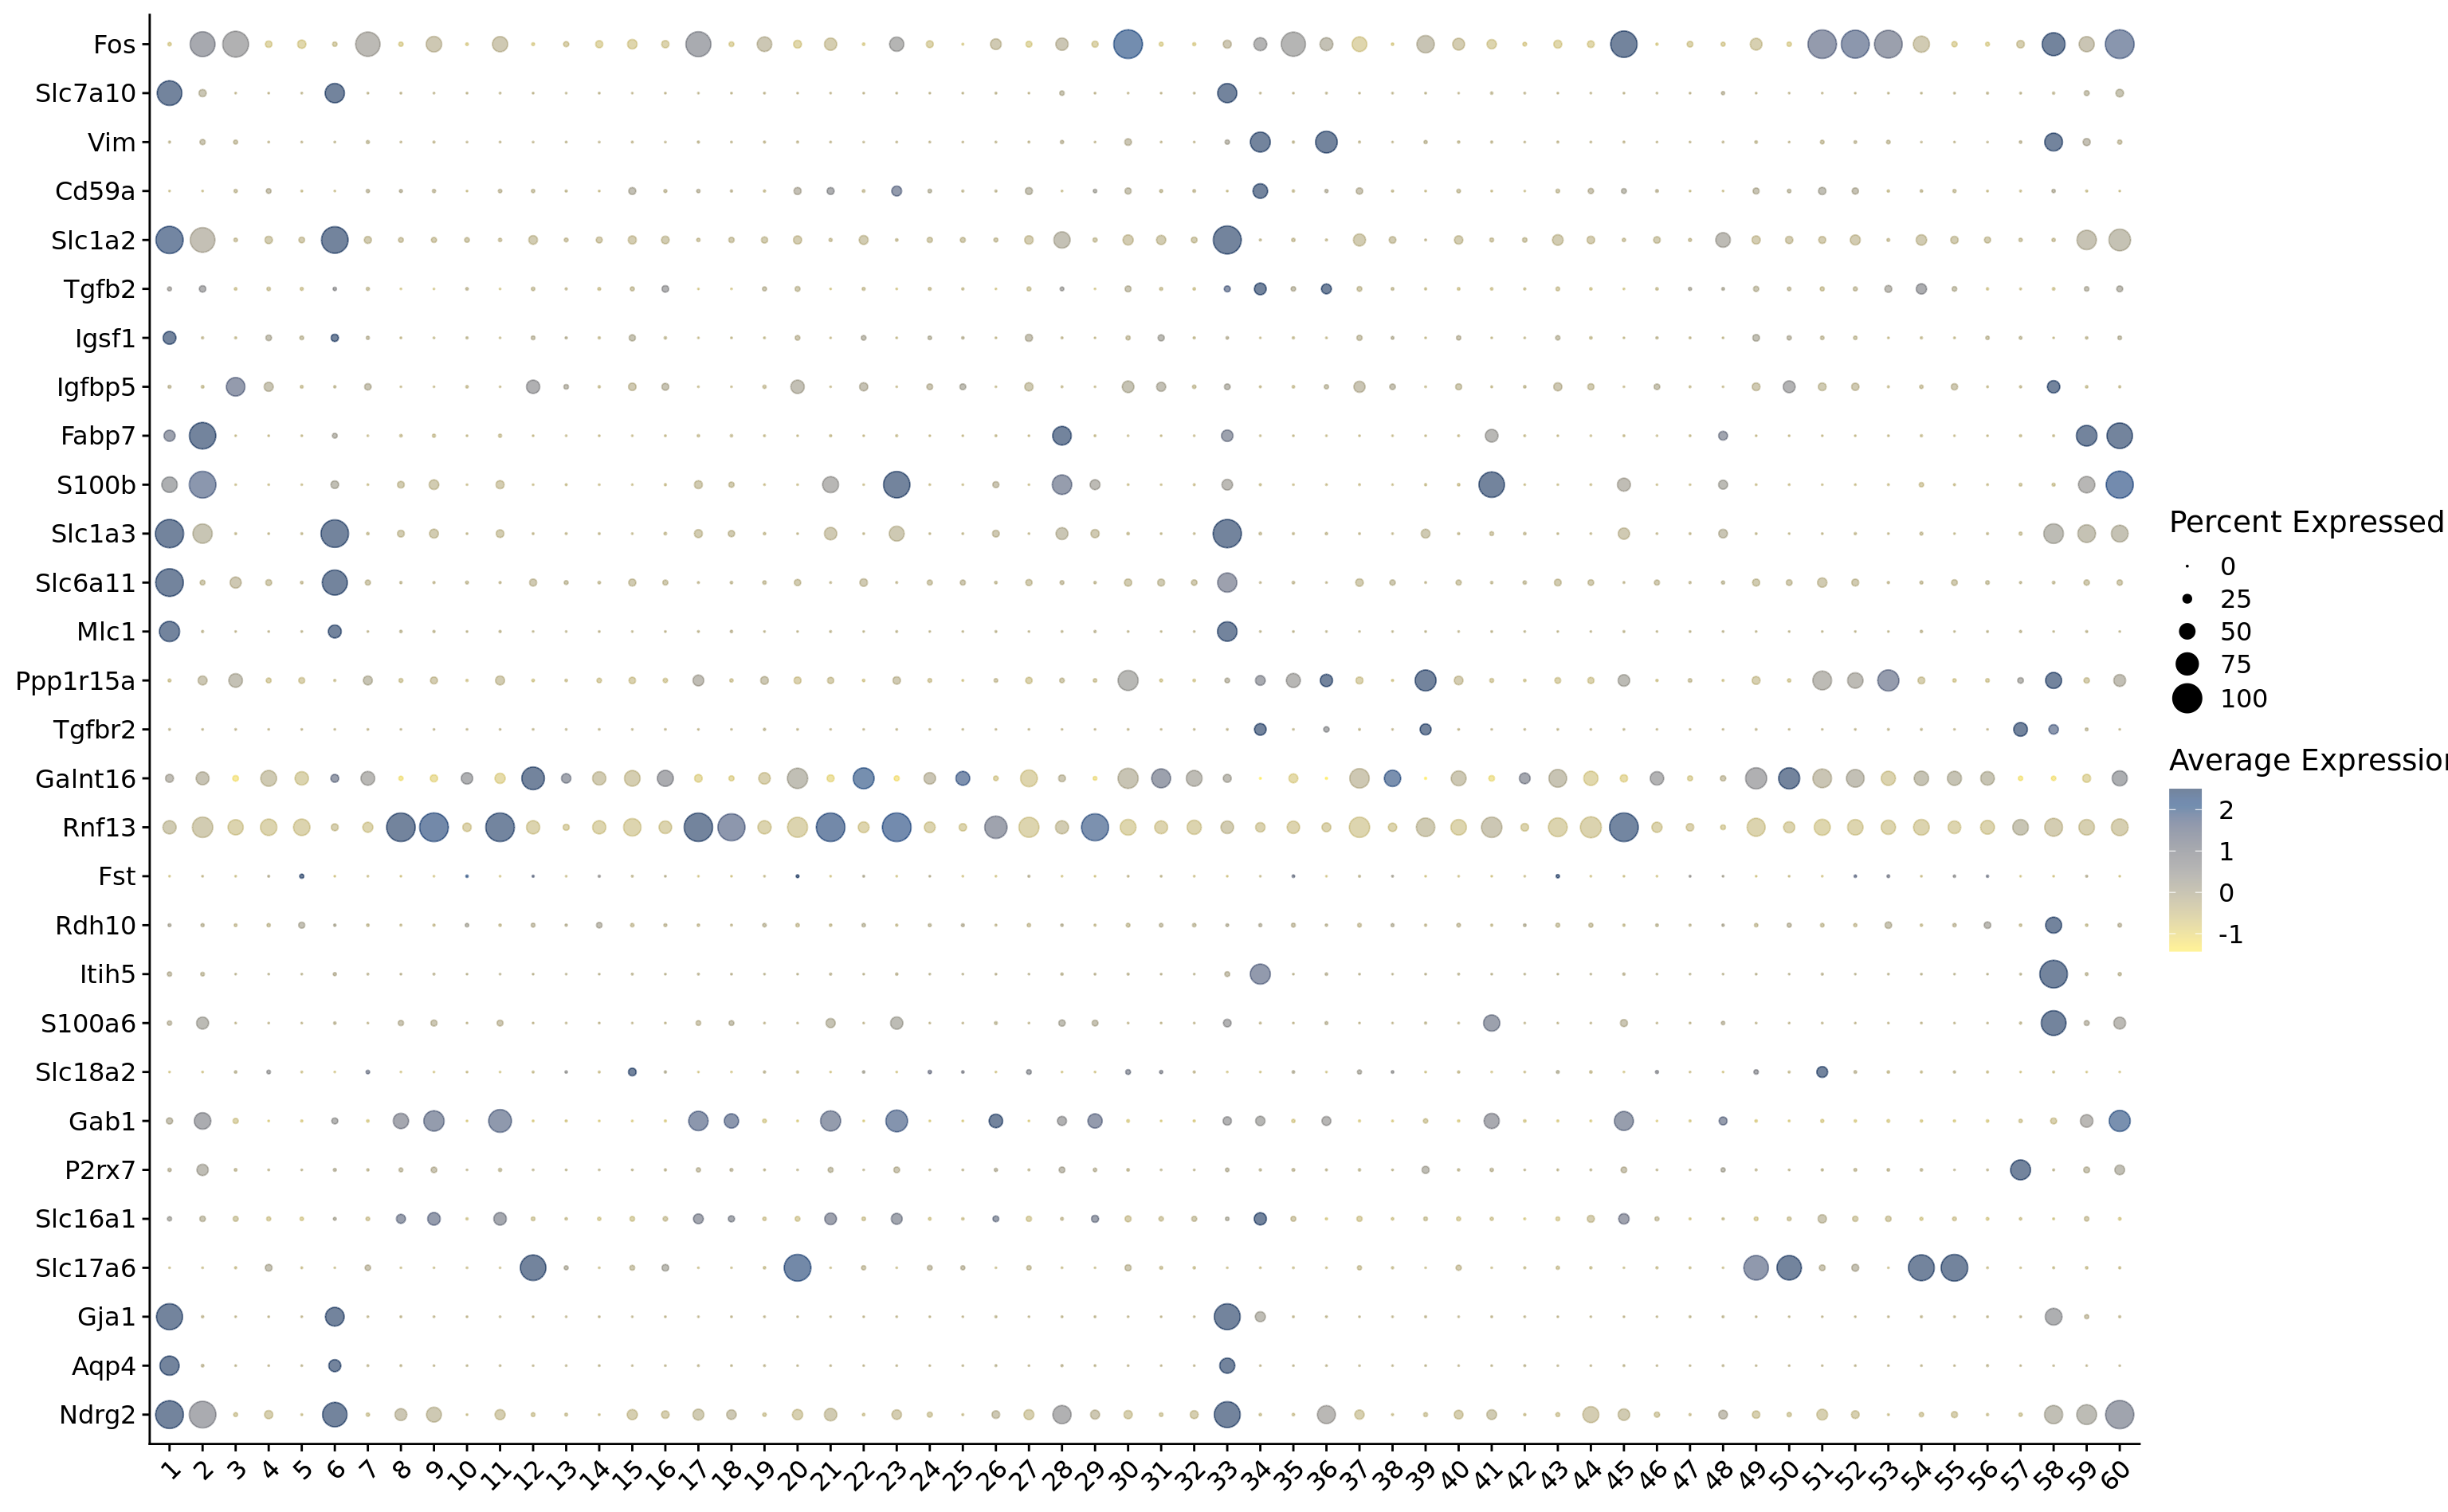 Fos
Slc7a10
Vim
Cd59a
Slc1a2
Tgfb2
Igsf1
Igfbp5
Fabp7
S100b
Slc1a3
Slc6a11
Mlc1
Ppp1r15a
Tgfbr2
Galnt16
Rnf13
Fst
Rdh10
Itih5
S100a6
Slc18a2
Gab1
P2rx7
Slc16a1
Slc17a6
Gja1
Aqp4
Ndrg2
1 2 3 4 5 6 7 8 9 10 11 12 13 14 15 16 17 18 19 20 21 22 23 24 25 26 27 28 29 30 31 32 33 34 35 36 37 38 39 40 41 42 43 44 45 46 47 48 49 50 51 52 53 54 55 56 57 58 59 60
Percent Expressed
0
25
50
75
100
Average Expression
2
1
0
-1